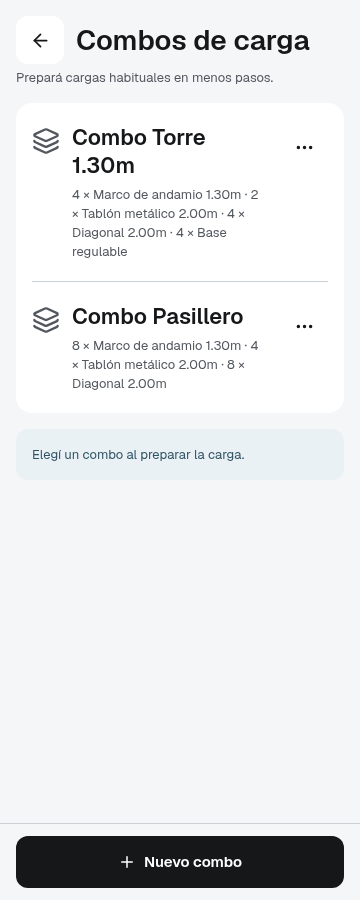 Combos de carga
Prepará cargas habituales en menos pasos.
Combo Torre
1.30m
4 × Marco de andamio 1.30m · 2
× Tablón metálico 2.00m · 4 ×
Diagonal 2.00m · 4 × Base
regulable
Combo Pasillero
8 × Marco de andamio 1.30m · 4
× Tablón metálico 2.00m · 8 ×
Diagonal 2.00m
Elegí un combo al preparar la carga.
Nuevo combo